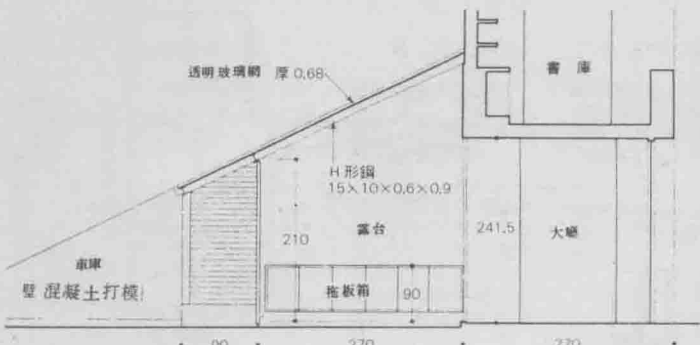 透明玻璃網 厚 0.68
書庫
H 形鋼
15×10×0.6×0.9
210
露台
241.5
大廳
車庫
壁 混凝土打模
拖板箱
90
90
270
270